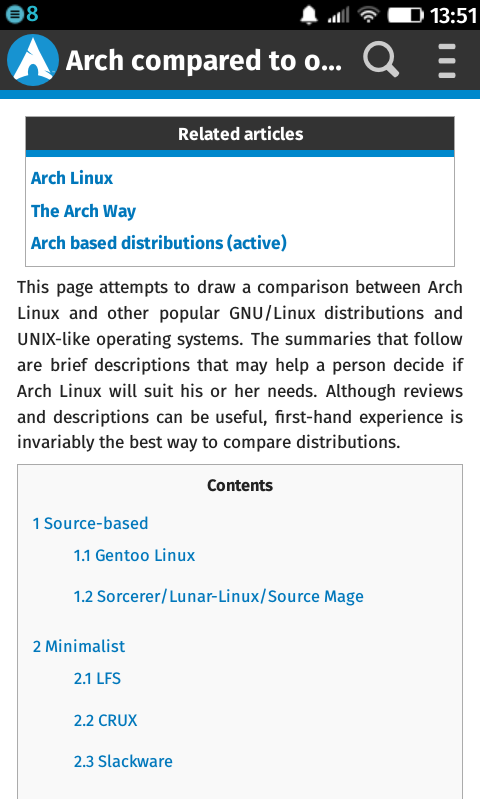 8 13:51
Arch compared to o...
Related articles
Arch Linux
The Arch Way
Arch based distributions (active)
This page attempts to draw a comparison between Arch
Linux and other popular GNU/Linux distributions and
UNIX-like operating systems. The summaries that follow
are brief descriptions that may help a person decide if
Arch Linux will suit his or her needs. Although reviews
and descriptions can be useful, first-hand experience is
invariably the best way to compare distributions.
Contents
1 Source-based
1.1 Gentoo Linux
1.2 Sorcerer/Lunar-Linux/Source Mage
2 Minimalist
2.1 LFS
2.2 CRUX
2.3 Slackware